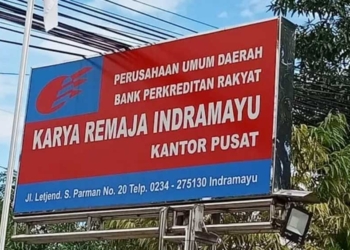 PERUSAHAAN UMUM DAERAH
BANK PERKREDITAN RAKYAT
KARYA REMAJA INDRAMAYU
KANTOR PUSAT
Jl. Letjend. S. Parman No. 20 Telp. 0234 - 275130 Indramayu